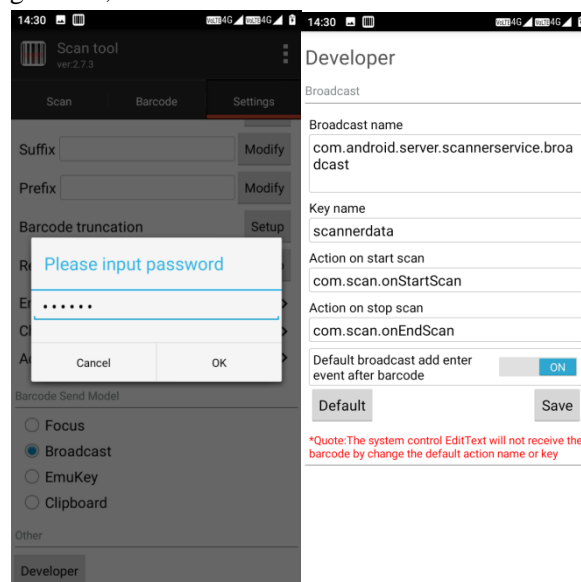 14:30
4G 4G
Scan tool
ver:2.7.3
Scan Barcode Settings
Suffix Modify
Prefix Modify
Barcode truncation Setup
Please input password
......
Cancel OK
Barcode Send Model
Focus
Broadcast
EmuKey
Clipboard
Other
Developer
14:30
4G 4G
Developer
Broadcast
Broadcast name
com.android.server.scannerservice.broa
dcast
Key name
scannerdata
Action on start scan
com.scan.onStartScan
Action on stop scan
com.scan.onEndScan
Default broadcast add enter
event after barcode ON
Default Save
*Quote:The system control EditText will not receive the
barcode by change the default action name or key